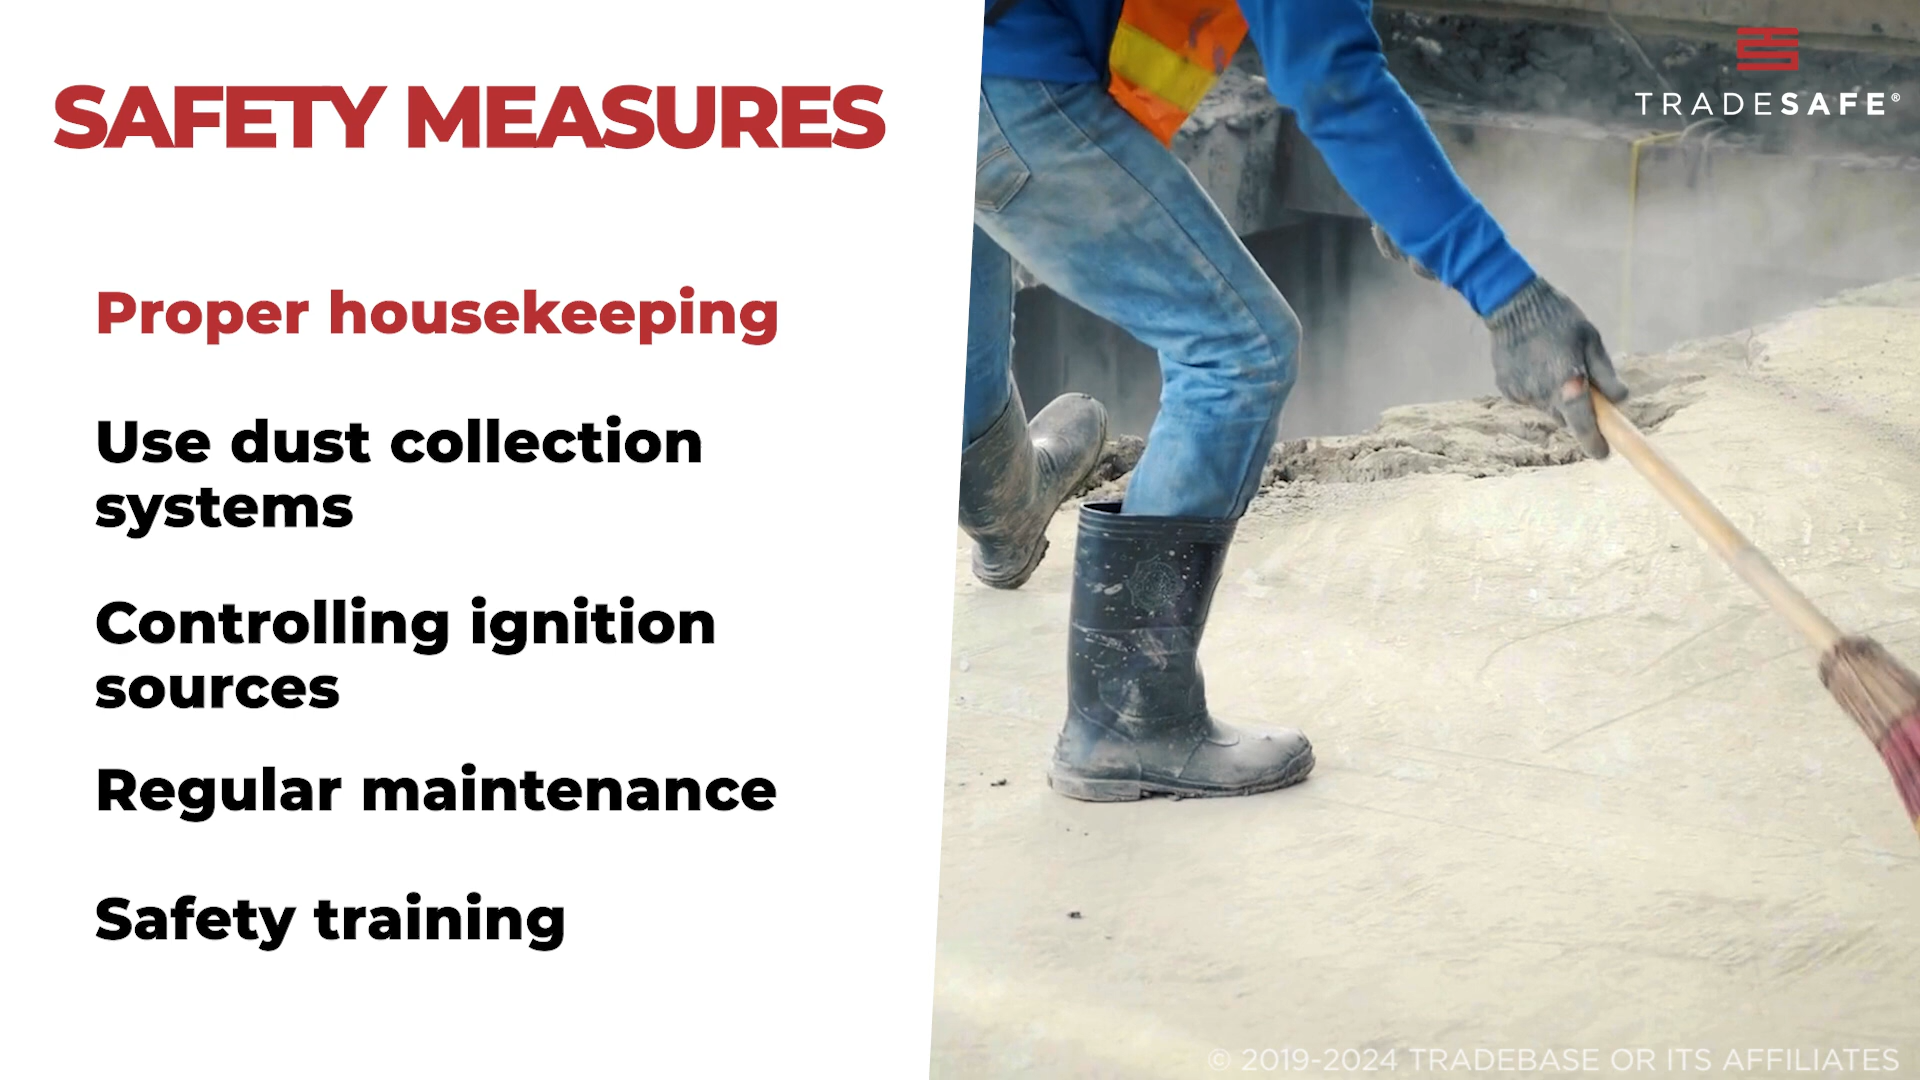 SAFETY MEASURES
Proper housekeeping
Use dust collection
systems
Controlling ignition
sources
Regular maintenance
Safety training
TRADESAFE®
© 2019-2024 TRADEBASE OR ITS AFFILIATES